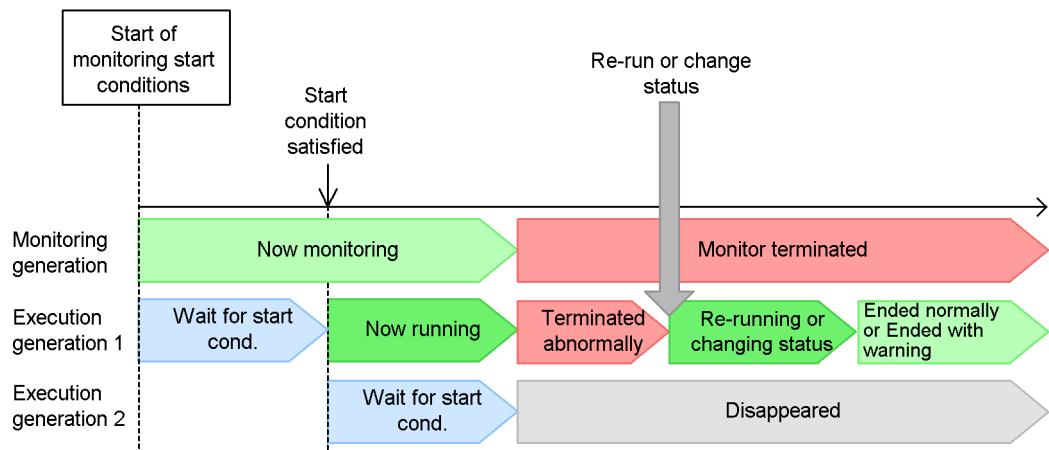 Start of
monitoring start
conditions
Re-run or change
status
Start
condition
satisfied
Monitoring
generation
Now monitoring
Monitor terminated
Execution
generation 1
Wait for start
cond.
Now running
Terminated
abnormally
Re-running or
changing status
Ended normally
or Ended with
warning
Execution
generation 2
Wait for start
cond.
Disappeared